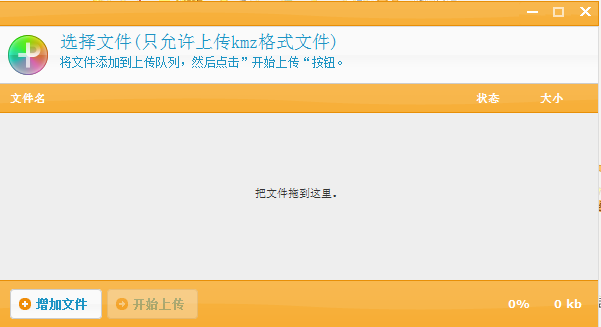 选择文件(只允许上传kmz格式文件)
将文件添加到上传队列，然后点击”开始上传“按钮。
文件名 状态 大小
把文件拖到这里.
增加文件 开始上传 0% 0 kb